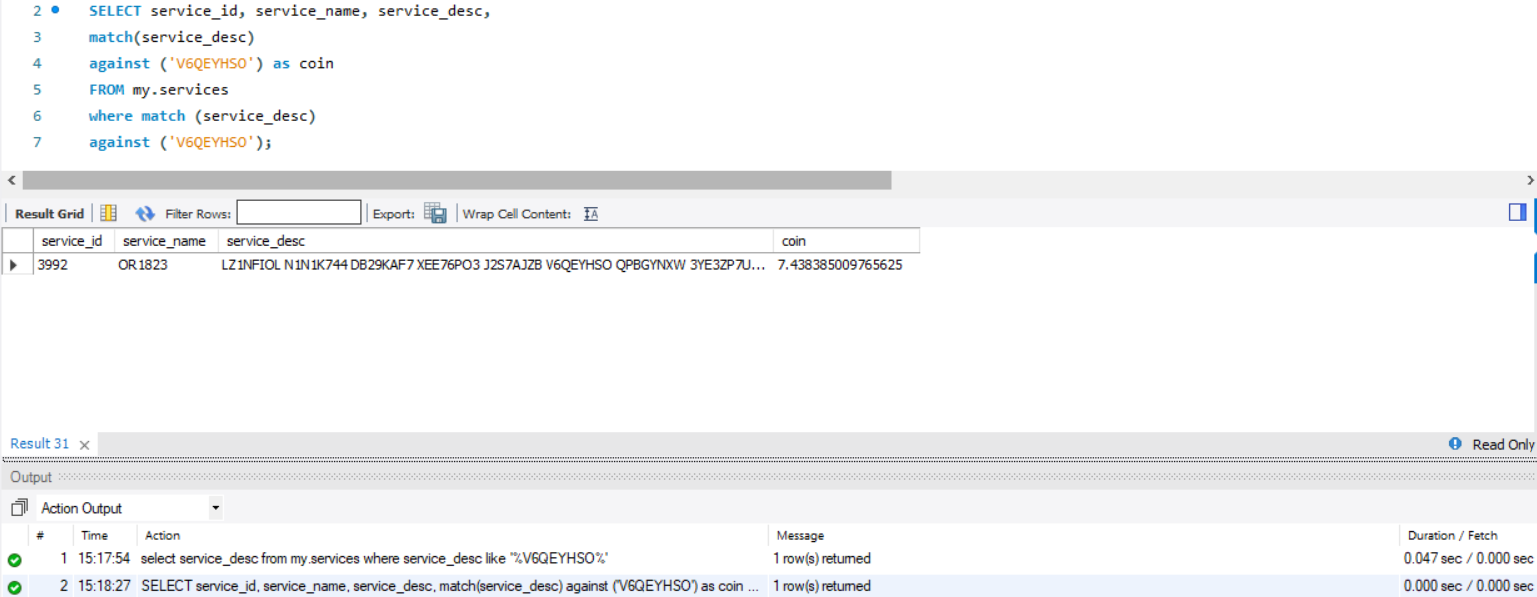 2 SELECT service_id, service_name, service_desc,
3 match(service_desc)
4 against ('V6QEYHSO') as coin
5 FROM my.services
6 where match (service_desc)
7 against ('V6QEYHSO');
Result Grid Filter Rows: Export: Wrap Cell Content:
service_id service_name service_desc coin
3992 OR1823 LZ1NFIOL N1N1K744 DB29KAF7 XEE76PO3 J2S7AJZB V6QEYHSO QPBGYNXW 3YE3ZP7U... 7.438385009765625
Result 31 Read Only
Output
Action Output
# Time Action Message Duration / Fetch
1 15:17:54 select service_desc from my.services where service_desc like '%V6QEYHSO%' 1 row(s) returned 0.047 sec / 0.000 sec
2 15:18:27 SELECT service_id, service_name, service_desc, match(service_desc) against ('V6QEYHSO') as coin ... 1 row(s) returned 0.000 sec / 0.000 sec